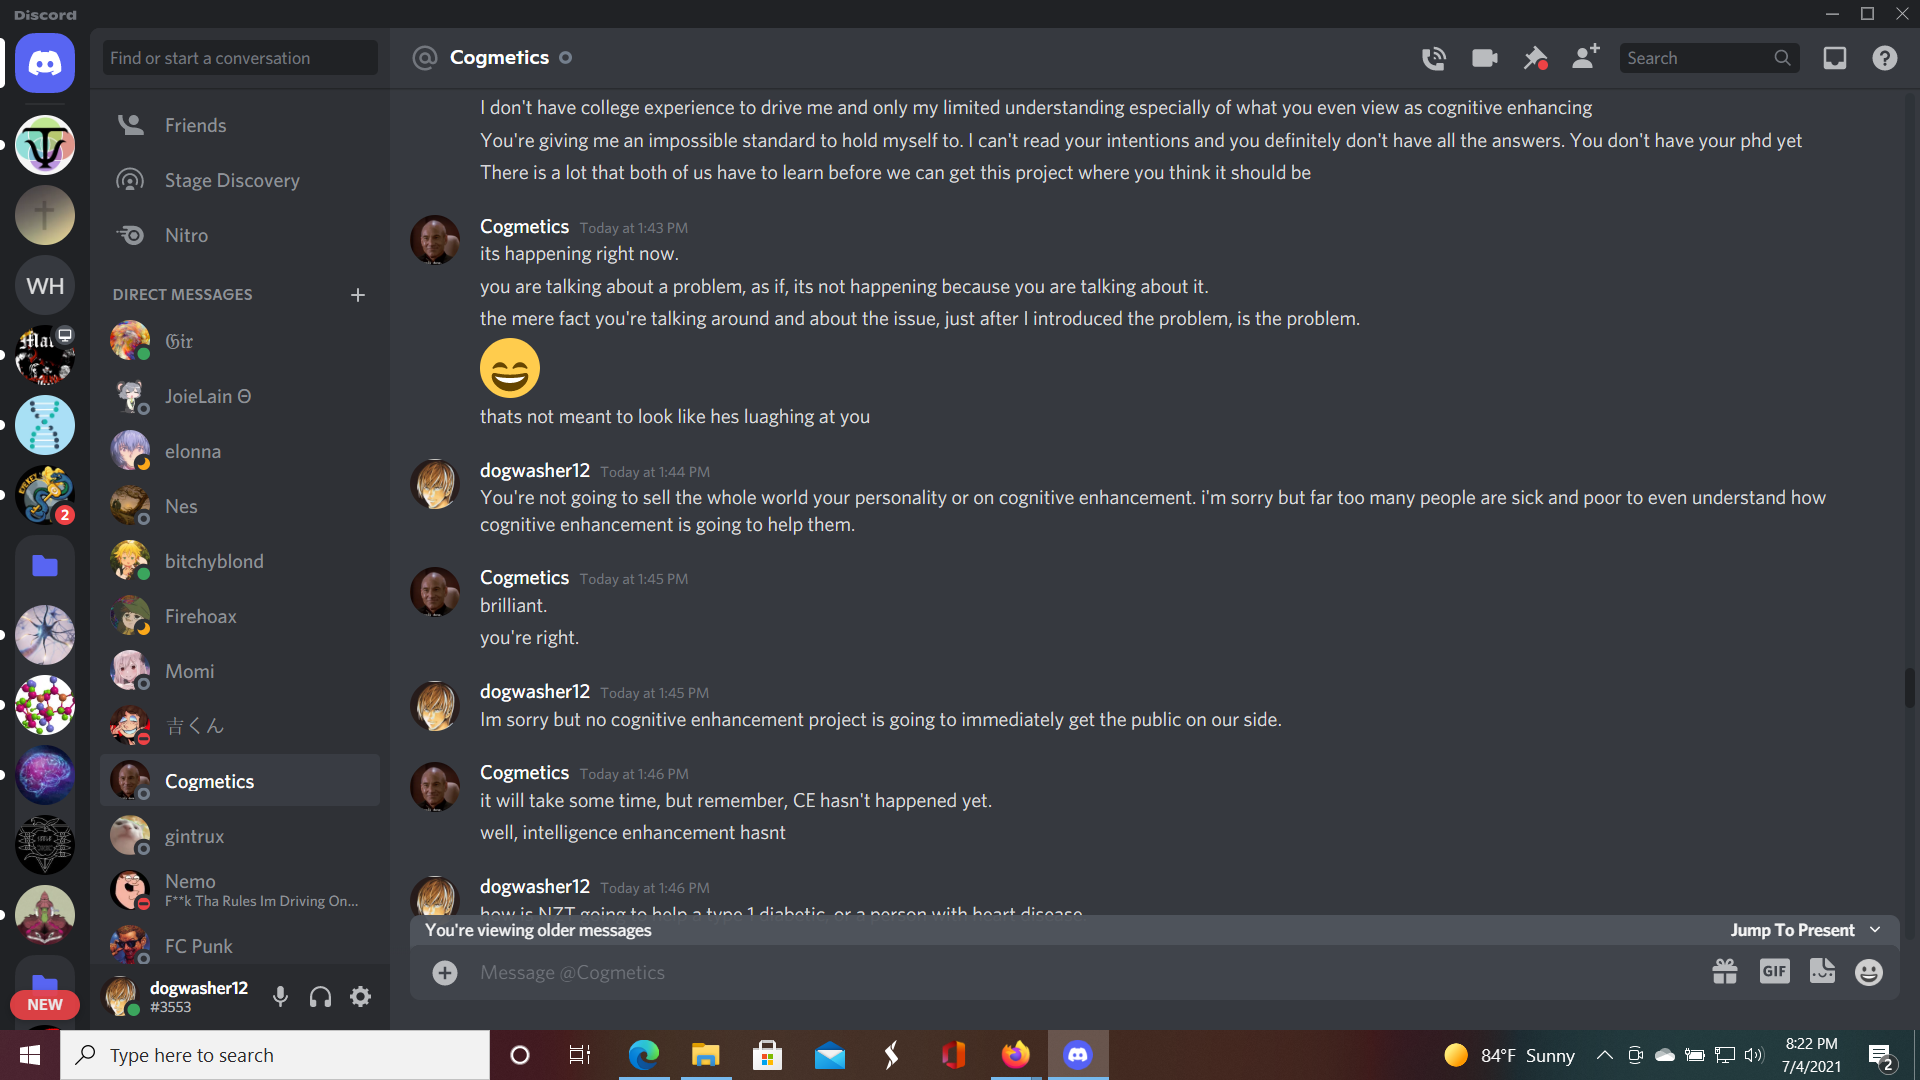 Discord
Find or start a conversation
Cogmetics
Search
Friends
Stage Discovery
Nitro
DIRECT MESSAGES
WH
Ma
2
NEW
𝔊ir
JoieLain Θ
elonna
Nes
bitchyblond
Firehoax
Momi
吉くん
Cogmetics
gintrux
Nemo
F**k Tha Rules Im Driving On...
FC Punk
dogwasher12
#3553
I don't have college experience to drive me and only my limited understanding especially of what you even view as cognitive enhancing
You're giving me an impossible standard to hold myself to. I can't read your intentions and you definitely don't have all the answers. You don't have your phd yet
There is a lot that both of us have to learn before we can get this project where you think it should be
Cogmetics Today at 1:43 PM
its happening right now.
you are talking about a problem, as if, its not happening because you are talking about it.
the mere fact you're talking around and about the issue, just after I introduced the problem, is the problem.
thats not meant to look like hes luaghing at you
dogwasher12 Today at 1:44 PM
You're not going to sell the whole world your personality or on cognitive enhancement. i'm sorry but far too many people are sick and poor to even understand how
cognitive enhancement is going to help them.
Cogmetics Today at 1:45 PM
brilliant.
you're right.
dogwasher12 Today at 1:45 PM
Im sorry but no cognitive enhancement project is going to immediately get the public on our side.
Cogmetics Today at 1:46 PM
it will take some time, but remember, CE hasn't happened yet.
well, intelligence enhancement hasnt
dogwasher12 Today at 1:46 PM
how is NZT going to help a type 1 diabetic, or a person with heart disease
You're viewing older messages
Jump To Present
Message @Cogmetics
GIF
Type here to search
84°F Sunny
8:22 PM
7/4/2021
2